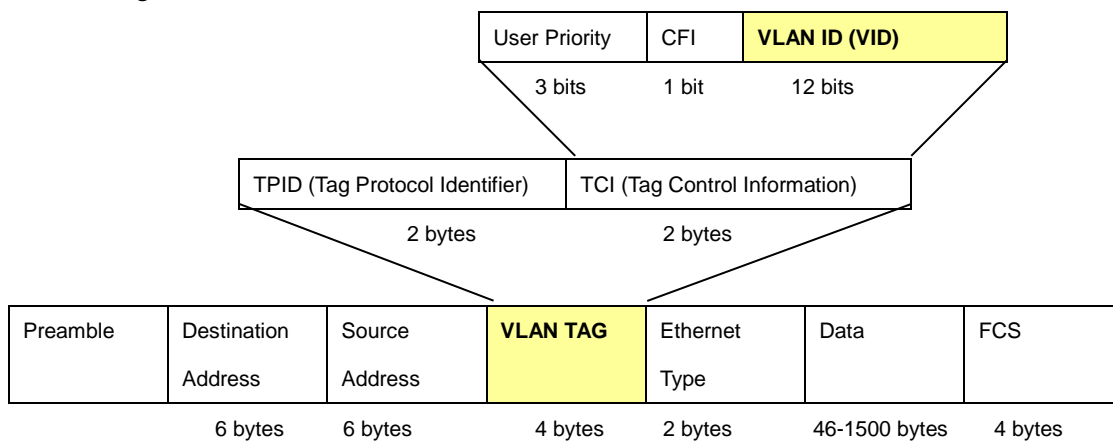 User Priority CFI VLAN ID (VID)
3 bits 1 bit 12 bits
TPID (Tag Protocol Identifier) TCI (Tag Control Information)
2 bytes 2 bytes
Preamble Destination Address Source Address VLAN TAG Ethernet Type Data FCS
6 bytes 6 bytes 4 bytes 2 bytes 46-1500 bytes 4 bytes